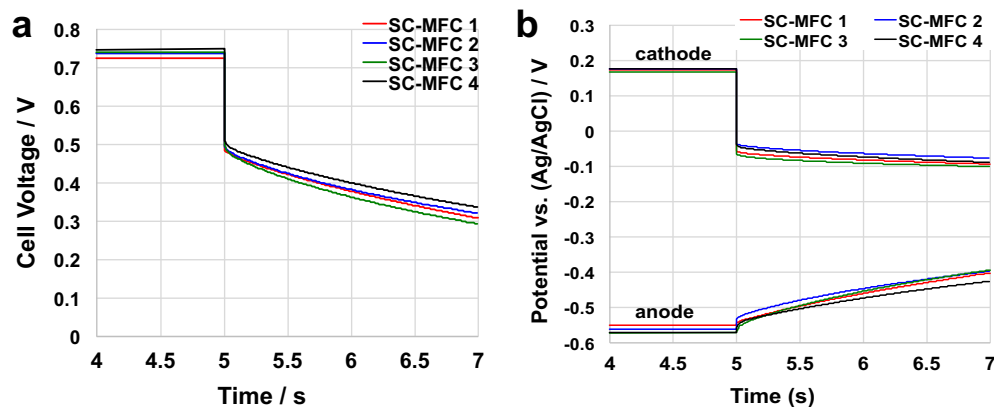 a
SC-MFC 1
SC-MFC 2
SC-MFC 3
SC-MFC 4
Cell Voltage / V
0.8
0.7
0.6
0.5
0.4
0.3
0.2
0.1
0
4 4.5 5 5.5 6 6.5 7
Time / s
b
SC-MFC 1 SC-MFC 2
SC-MFC 3 SC-MFC 4
Potential vs. (Ag/AgCl) / V
0.3
0.2
0.1
0
-0.1
-0.2
-0.3
-0.4
-0.5
-0.6
cathode
anode
4 4.5 5 5.5 6 6.5 7
Time (s)